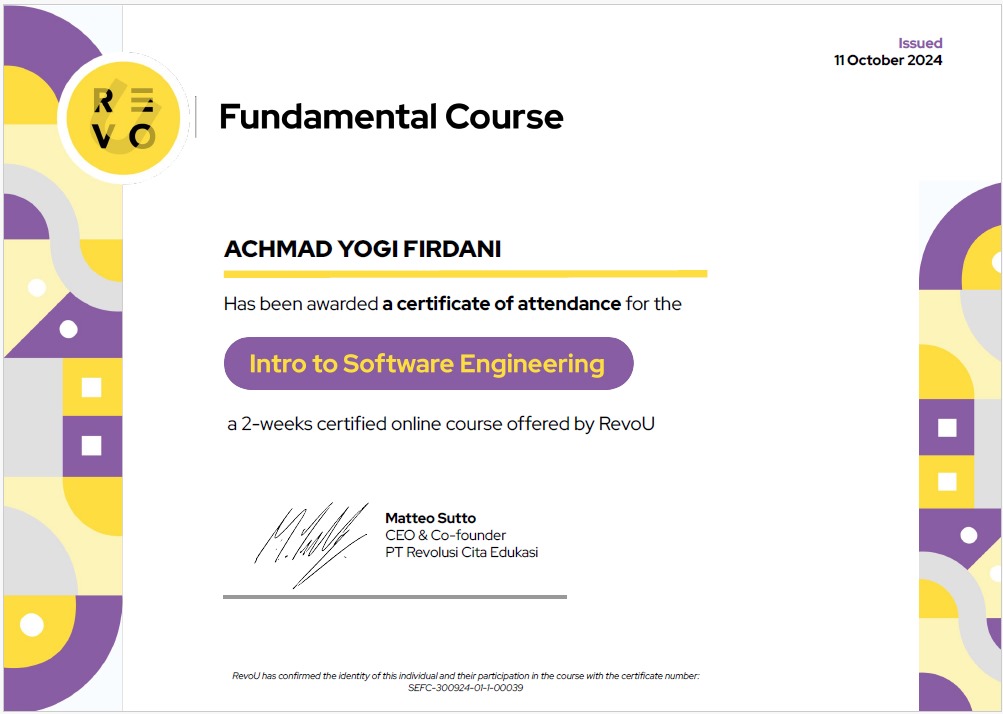 Issued
11 October 2024
RE
VO
Fundamental Course
ACHMAD YOGI FIRDANI
Has been awarded a certificate of attendance for the
Intro to Software Engineering
a 2-weeks certified online course offered by RevoU
Matteo Sutto
CEO & Co-founder
PT Revolusi Cita Edukasi
RevoU has confirmed the identity of this individual and their participation in the course with the certificate number:
SEFC-300924-01-1-00039